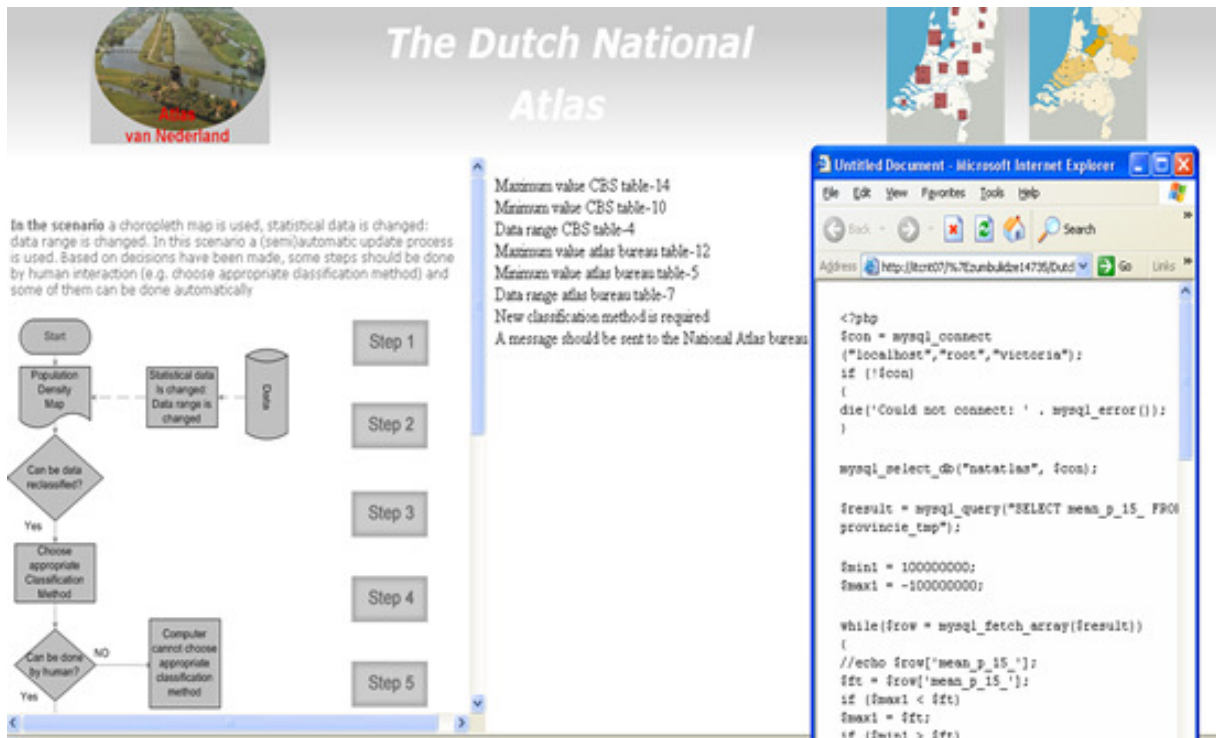 The Dutch National
Atlas
Atlas
van Nederland
In the scenario a choropleth map is used, statistical data is changed:
data range is changed. In this scenario a (semi)automatic update process
is used. Based on decisions have been made, some steps should be done
by human interaction (e.g. choose appropriate classification method) and
some of them can be done automatically
Start
Population
Density
Map
Statistical data
Is changed:
Data range is
changed
Data
Can be data
reclassified?
Yes
Choose
appropriate
Classification
Method
Can be done
by human?
NO
Computer
cannot choose
appropriate
classification
method
Yes
Step 1
Step 2
Step 3
Step 4
Step 5
Maximum value CBS table-14
Minimum value CBS table-10
Data range CBS table-4
Maximum value atlas bureau table-12
Minimum value atlas bureau table-5
Data range atlas bureau table-7
New classification method is required
A message should be sent to the National Atlas bureau
Untitled Document - Microsoft Internet Explorer
File Edit View Favorites Tools Help
Back Search
Address Go Links
<?php
$con = mysql_connect
("localhost","root","victoria");
if (!$con)
{
die('Could not connect: ' . mysql_error());
}
mysql_select_db("natatlas", $con);
$result = mysql_query("SELECT mean_p_15_ FRO
provincie_tmp");
$min1 = 100000000;
$max1 = -100000000;
while($row = mysql_fetch_array($result))
{
//echo $row['mean_p_15_'];
$ft = $row['mean_p_15_'];
if ($max1 < $ft)
$max1 = $ft;
if ($min1 > $ft)